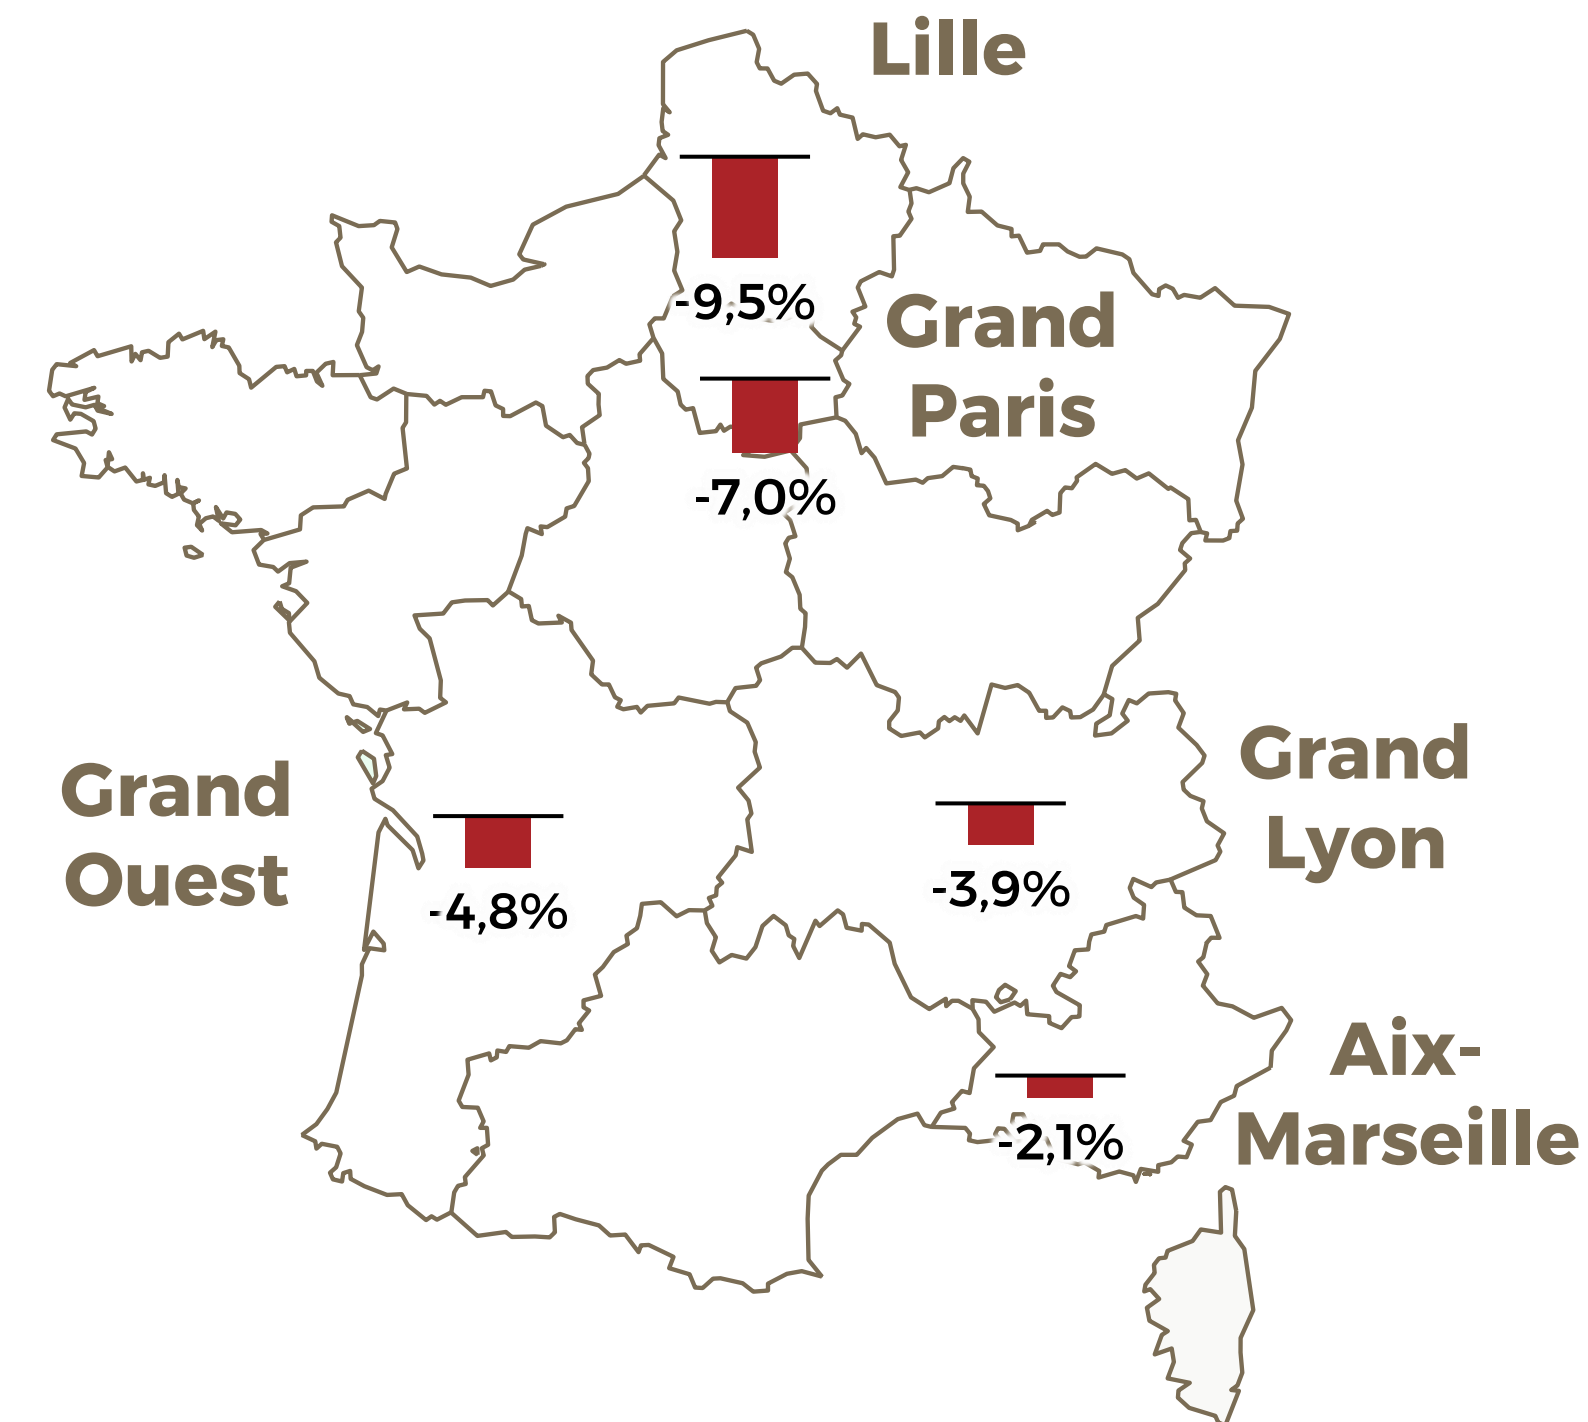 Lille
-9,5%
Grand
Paris
-7,0%
Grand
Ouest
-4,8%
Grand
Lyon
-3,9%
Aix-
Marseille
-2,1%